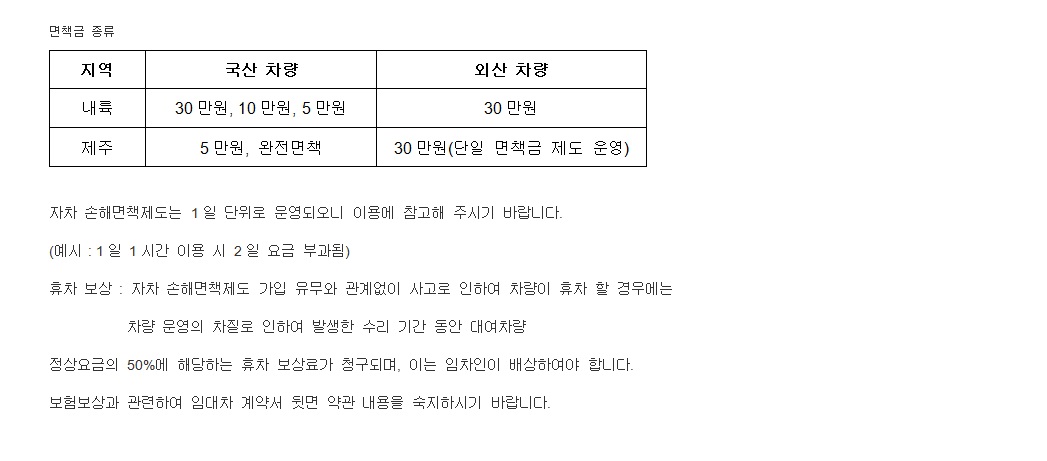 면책금 종류
지역 국산 차량 외산 차량
내륙 30만원, 10만원, 5만원 30만원
제주 5만원, 완전면책 30만원(단일 면책금 제도 운영)
자차 손해면책제도는 1일 단위로 운영되오니 이용에 참고해 주시기 바랍니다.
(예시 : 1일 1시간 이용 시 2일 요금 부과됨)
휴차 보상 : 자차 손해면책제도 가입 유무와 관계없이 사고로 인하여 차량이 휴차 할 경우에는
차량 운영의 차질로 인하여 발생한 수리 기간 동안 대여차량
정상요금의 50%에 해당하는 휴차 보상료가 청구되며, 이는 임차인이 배상하여야 합니다.
보험보상과 관련하여 임대차 계약서 뒷면 약관 내용을 숙지하시기 바랍니다.